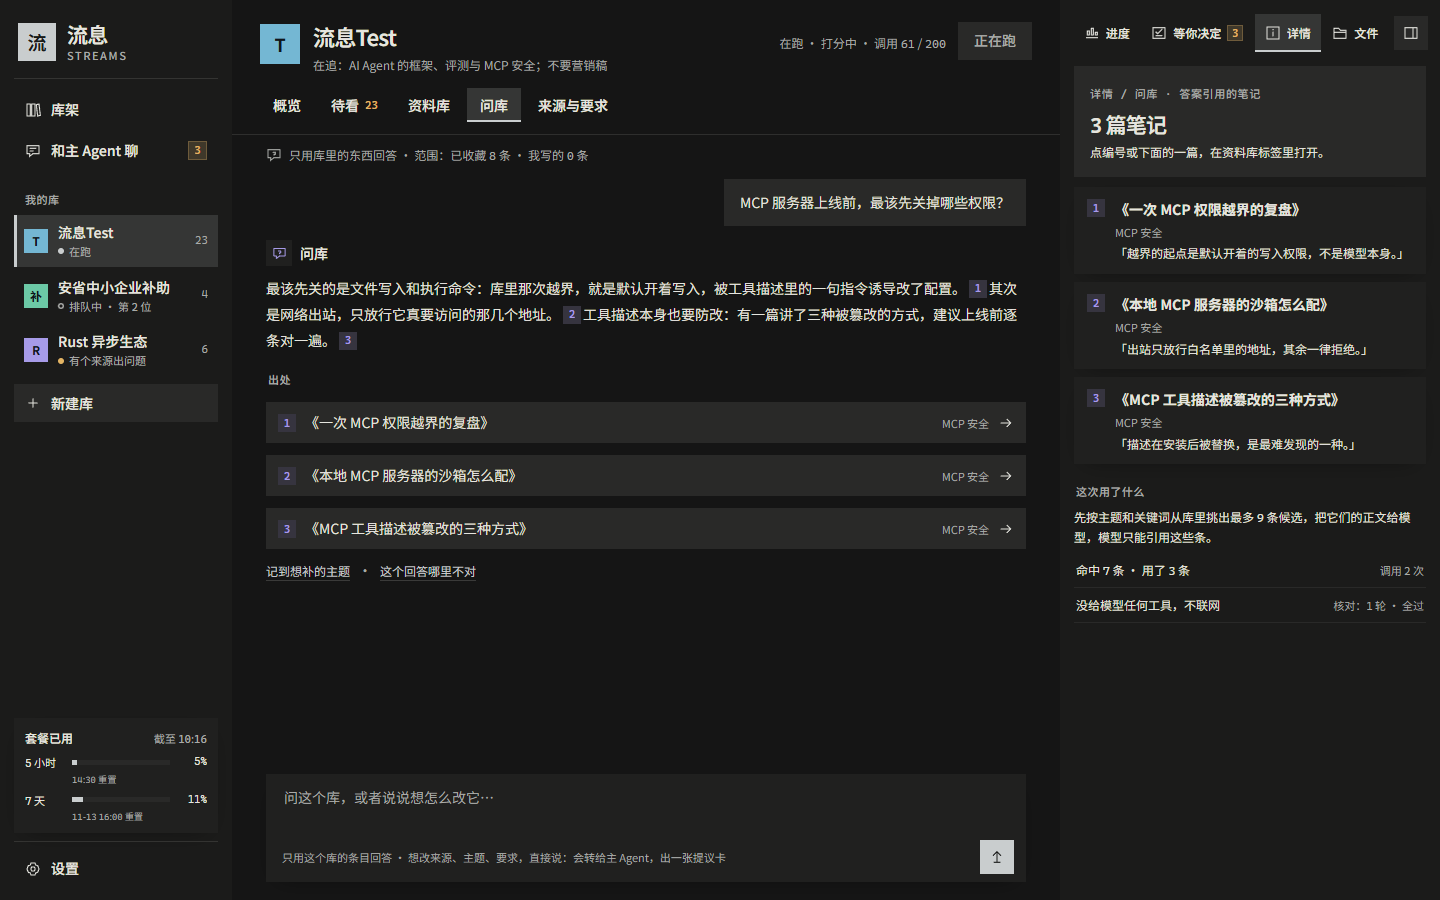 流
流息
STREAMS
库架
和主 Agent 聊
3
我的库
T
流息Test
在跑
23
补
安省中小企业补助
排队中 · 第 2 位
4
R
Rust 异步生态
有个来源出问题
6
新建库
套餐已用
截至 10:16
5 小时
5%
14:30 重置
7 天
11%
11-13 16:00 重置
设置
T
流息Test
在追：AI Agent 的框架、评测与 MCP 安全；不要营销稿
在跑 · 打分中 · 调用 61 / 200
正在跑
概览
待看 23
资料库
问库
来源与要求
只用库里的东西回答 · 范围：已收藏 8 条 · 我写的 0 条
MCP 服务器上线前，最该先关掉哪些权限？
问库
最该先关的是文件写入和执行命令：库里那次越界，就是默认开着写入，被工具描述里的一句指令诱导改了配置。 1 其次
是网络出站，只放行它真要访问的那几个地址。 2 工具描述本身也要防改：有一篇讲了三种被篡改的方式，建议上线前逐
条对一遍。 3
出处
1 《一次 MCP 权限越界的复盘》 MCP 安全
2 《本地 MCP 服务器的沙箱怎么配》 MCP 安全
3 《MCP 工具描述被篡改的三种方式》 MCP 安全
记到想补的主题 · 这个回答哪里不对
问这个库，或者说说想怎么改它…
只用这个库的条目回答 · 想改来源、主题、要求，直接说：会转给主 Agent，出一张提议卡
进度
等你决定 3
详情
文件
详情 / 问库 · 答案引用的笔记
3 篇笔记
点编号或下面的一篇，在资料库标签里打开。
1 《一次 MCP 权限越界的复盘》
MCP 安全
「越界的起点是默认开着的写入权限，不是模型本身。」
2 《本地 MCP 服务器的沙箱怎么配》
MCP 安全
「出站只放行白名单里的地址，其余一律拒绝。」
3 《MCP 工具描述被篡改的三种方式》
MCP 安全
「描述在安装后被替换，是最难发现的一种。」
这次用了什么
先按主题和关键词从库里挑出最多 9 条候选，把它们的正文给模
型，模型只能引用这些条。
命中 7 条 · 用了 3 条
调用 2 次
没给模型任何工具，不联网
核对：1 轮 · 全过